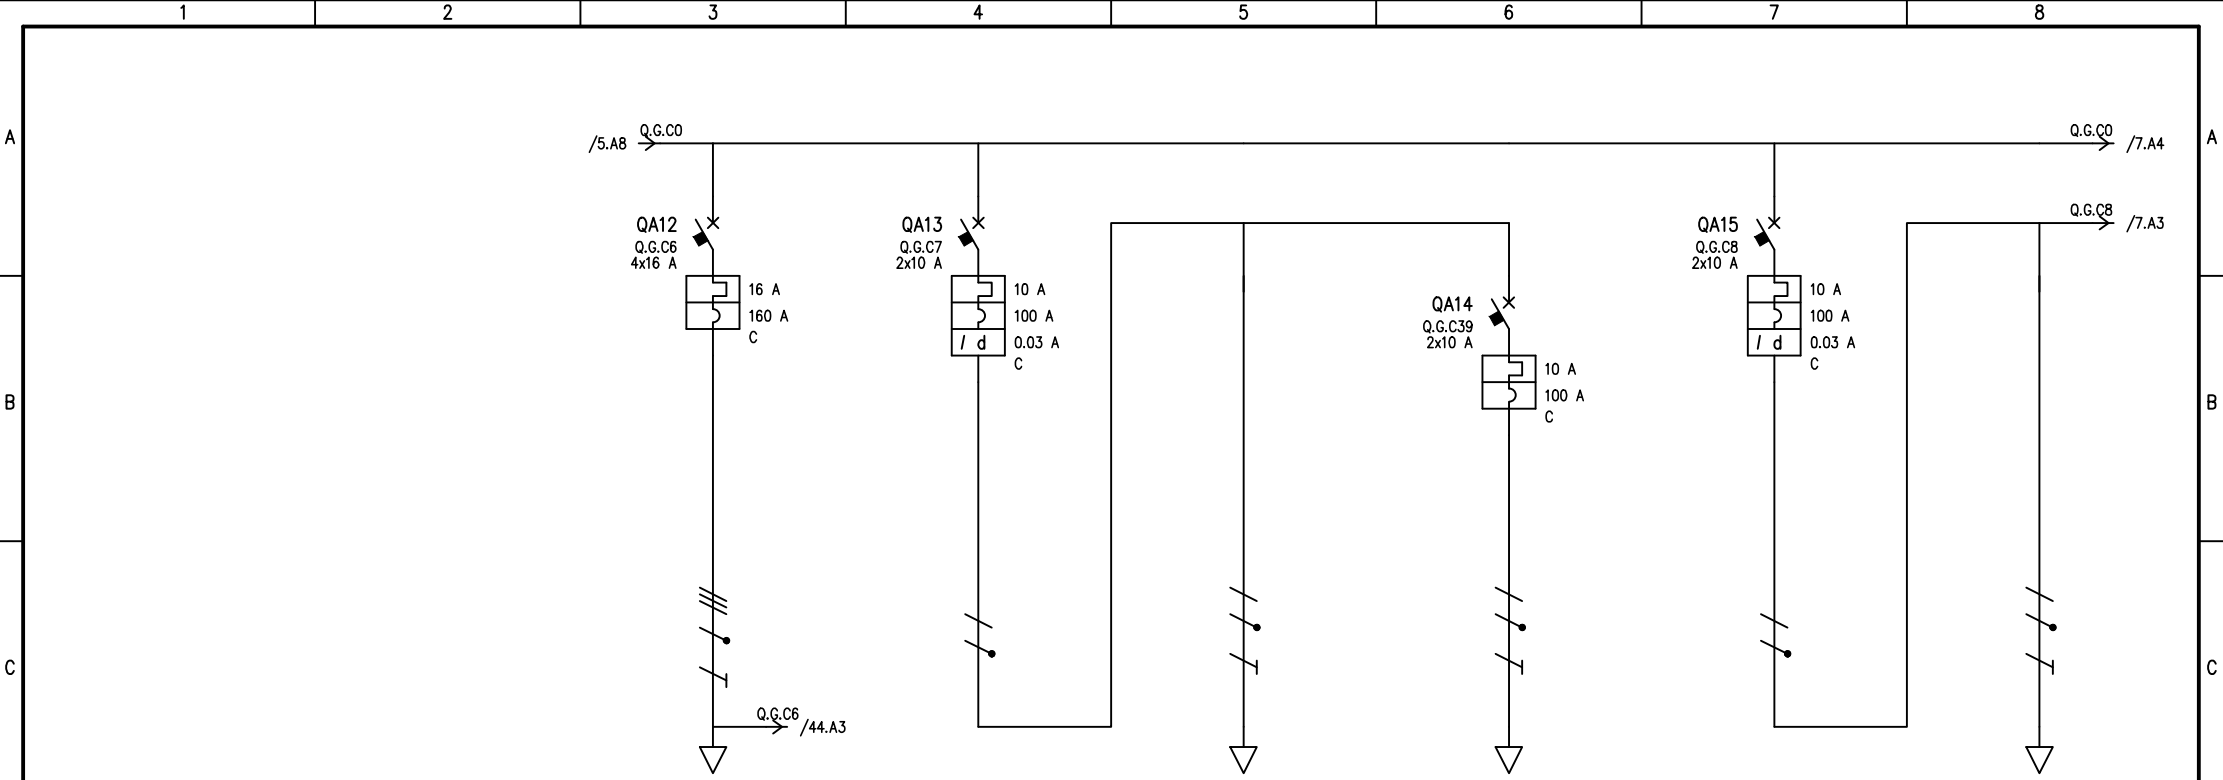 1 2 3 4 5 6 7 8
A A
Q.G.C0 Q.G.C0
/5.A8 /7.A4
Q.G.C8
/7.A3
QA12 QA13 QA15
Q.G.C6 Q.G.C7 Q.G.C8
4x16 A 2x10 A 2x10 A
16 A 10 A 10 A
QA14
160 A 100 A 100 A
Q.G.C39
C I d 0.03 A 2x10 A I d 0.03 A
C C
10 A
100 A
B B
C
C C
Q.G.C6
/44.A3